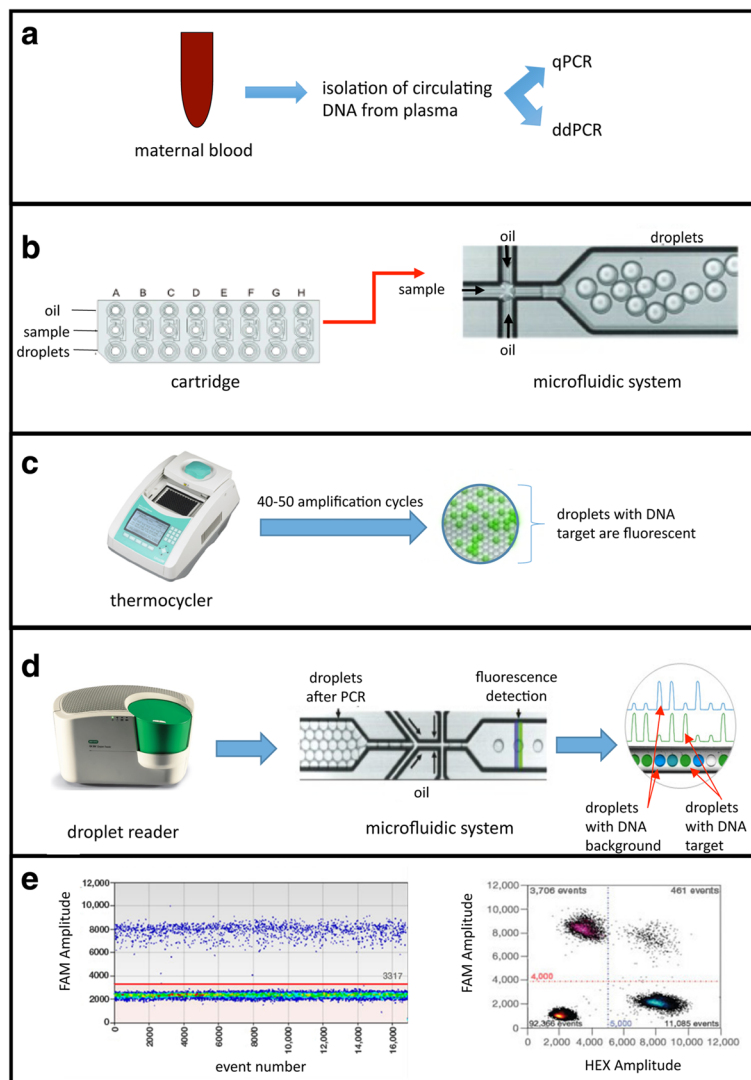 a
maternal blood
isolation of circulating
DNA from plasma
qPCR
ddPCR
b
A B C D E F G H
oil
sample
droplets
cartridge
oil
droplets
sample
oil
microfluidic system
c
thermocycler
40-50 amplification cycles
droplets with DNA
target are fluorescent
d
droplet reader
droplets
after PCR
fluorescence
detection
oil
microfluidic system
droplets
with DNA
background
droplets
with DNA
target
e
FAM Amplitude
12,000
10,000
8000
6000
4000
2000
0
3317
0 2000 4000 6000 8000 10,000 12,000 14,000 16,000
event number
FAM Amplitude
12,000
10,000
8,000
6,000
4,000
2,000
0
3,706 events
461 events
4,000
92,366 events
5,000
11,085 events
0 2,000 4,000 6,000 8,000 10,000 12,000
HEX Amplitude